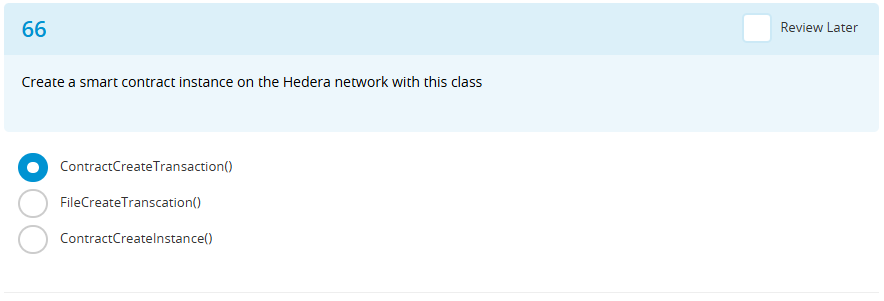 66
Review Later
Create a smart contract instance on the Hedera network with this class
ContractCreateTransaction()
FileCreateTranscation()
ContractCreateInstance()